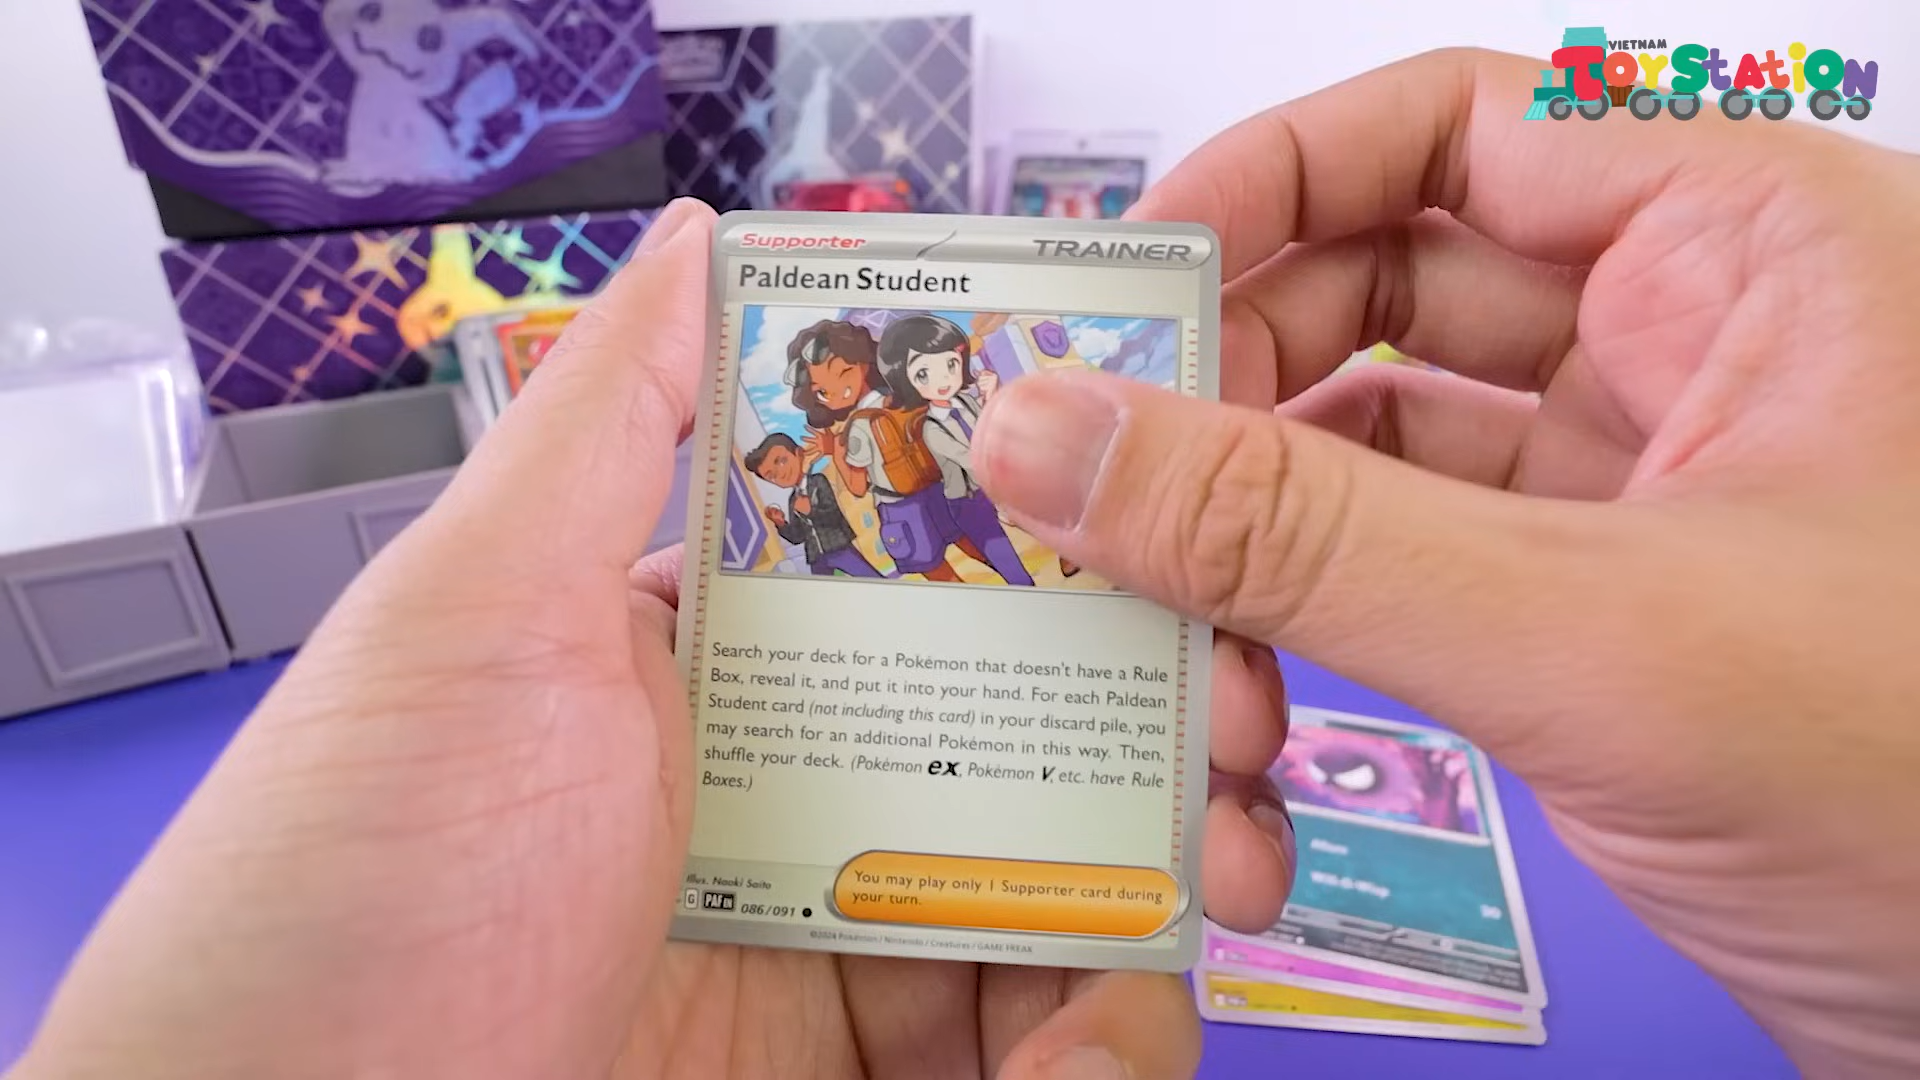 VIETNAM
ToyStation
Supporter
TRAINER
Paldean Student
Search your deck for a Pokémon that doesn't have a Rule
Box, reveal it, and put it into your hand. For each Paldean
Student card (not including this card) in your discard pile, you
may search for an additional Pokémon in this way. Then,
shuffle your deck. (Pokémon ex, Pokémon V, etc. have Rule
Boxes.)
You may play only 1 Supporter card during
your turn.
Illus. Naoki Saito
G PAF EN 086/091
©2024 Pokémon / Nintendo / Creatures / GAME FREAK
Will-O-Wisp